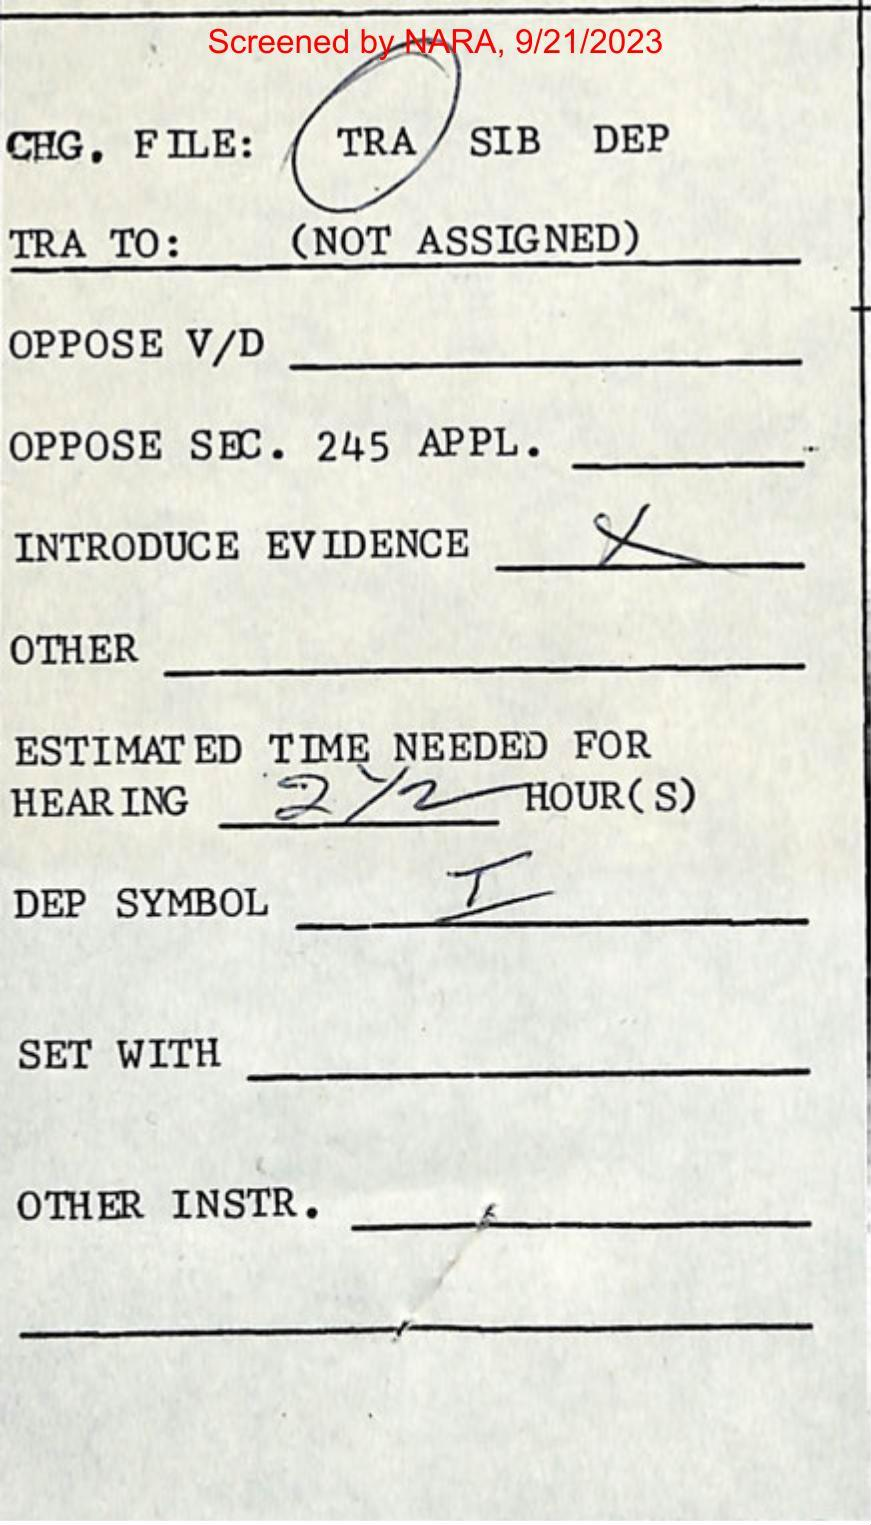 Screened by NARA, 9/21/2023
CHG. FILE: TRA SIB DEP
TRA TO: (NOT ASSIGNED)
OPPOSE V/D
OPPOSE SEC. 245 APPL.
INTRODUCE EVIDENCE X
OTHER
ESTIMATED TIME NEEDED FOR
HEARING 2 1/2 HOUR(S)
DEP SYMBOL I
SET WITH
OTHER INSTR.